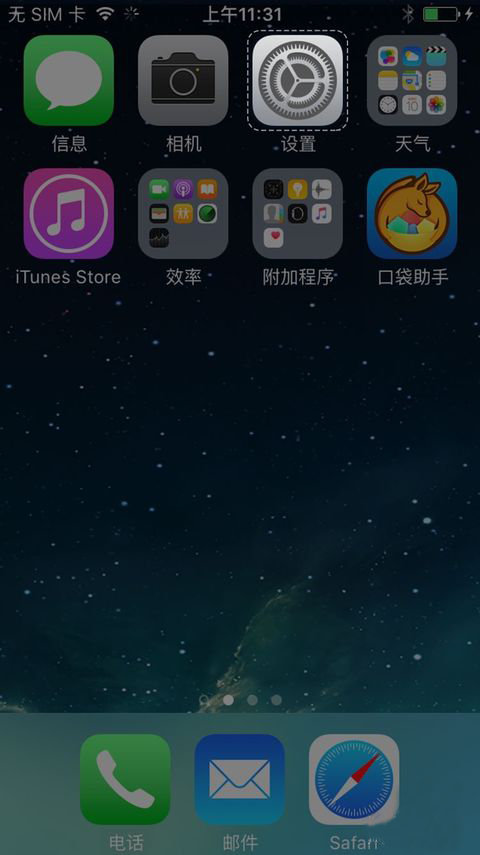 无 SIM 卡 上午11:31
信息 相机 设置 天气
iTunes Store 效率 附加程序 口袋助手
电话 邮件 Safari